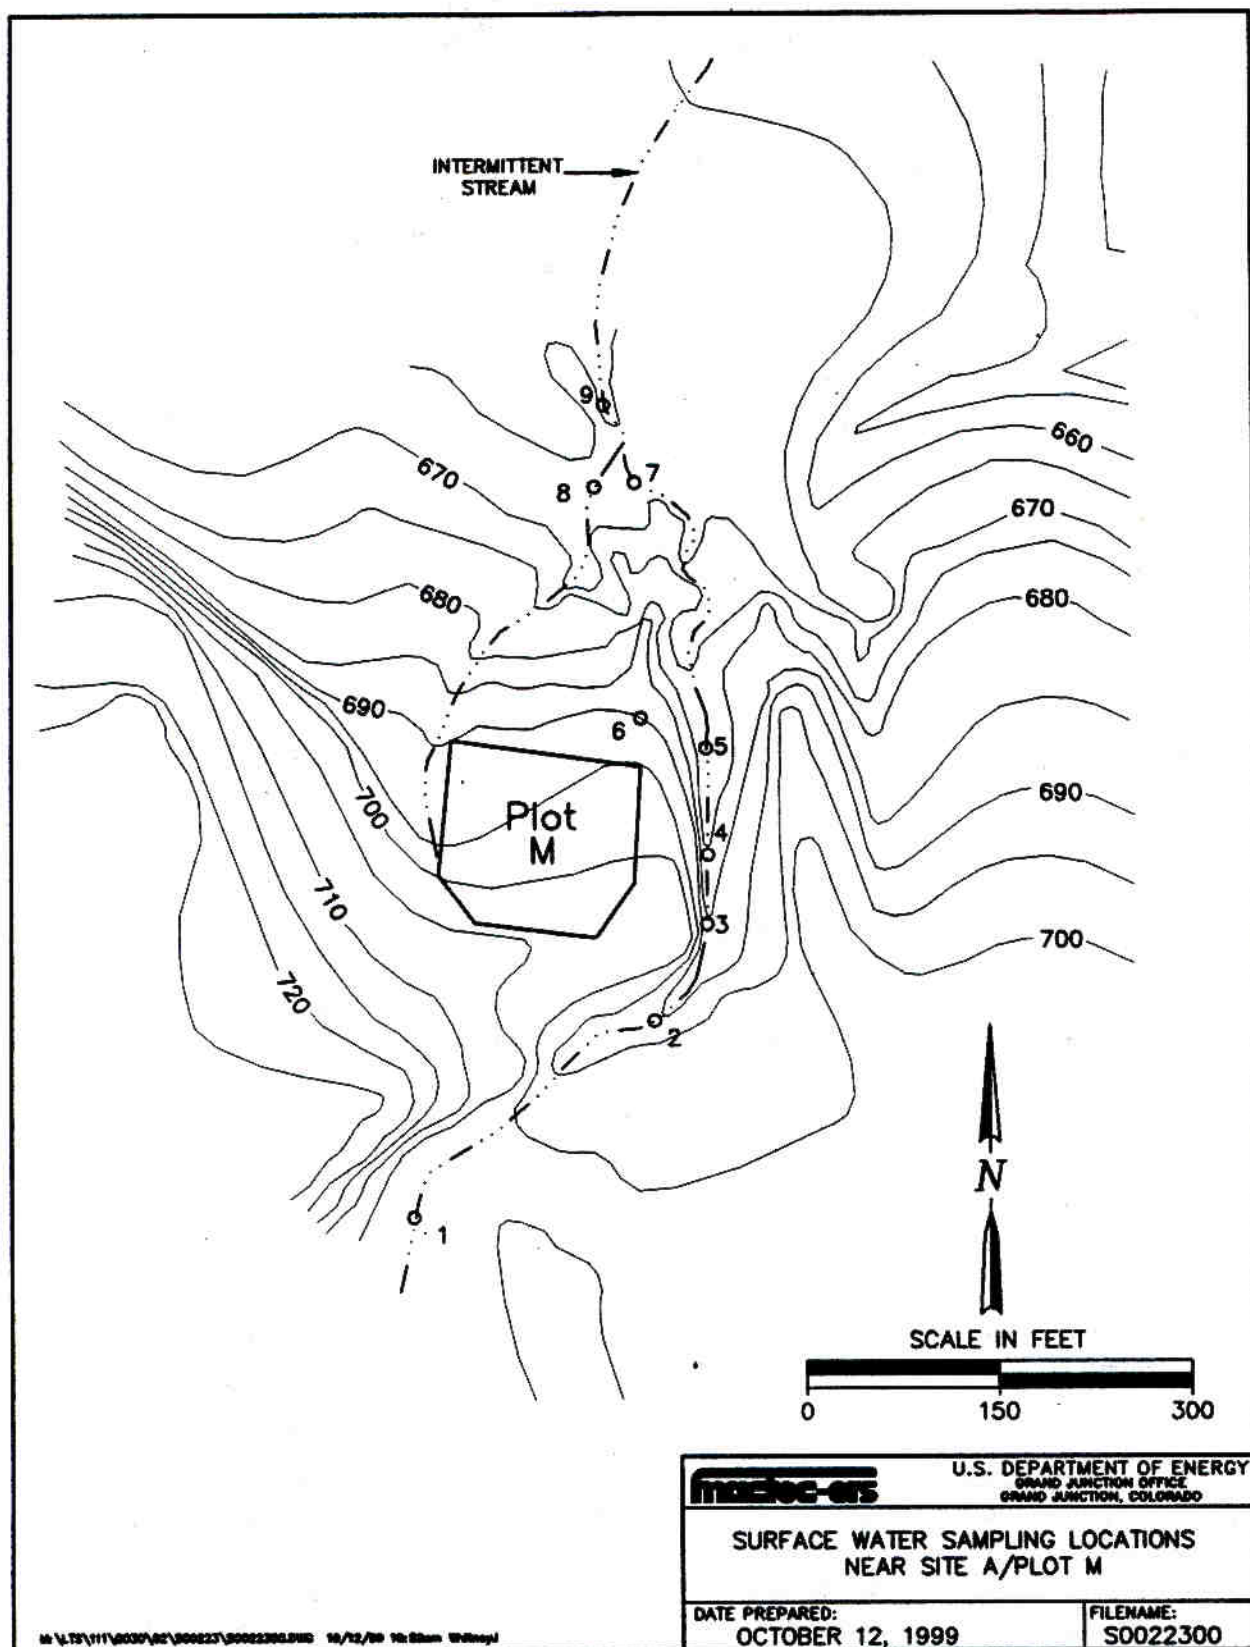 INTERMITTENT
STREAM
9
8
7
670
660
670
680
680
690
6
5
Plot
M
700
4
690
710
3
700
720
2
N
1
SCALE IN FEET
0 150 300
mactec-ers
U.S. DEPARTMENT OF ENERGY
GRAND JUNCTION OFFICE
GRAND JUNCTION, COLORADO
SURFACE WATER SAMPLING LOCATIONS
NEAR SITE A/PLOT M
DATE PREPARED:
OCTOBER 12, 1999
FILENAME:
S0022300